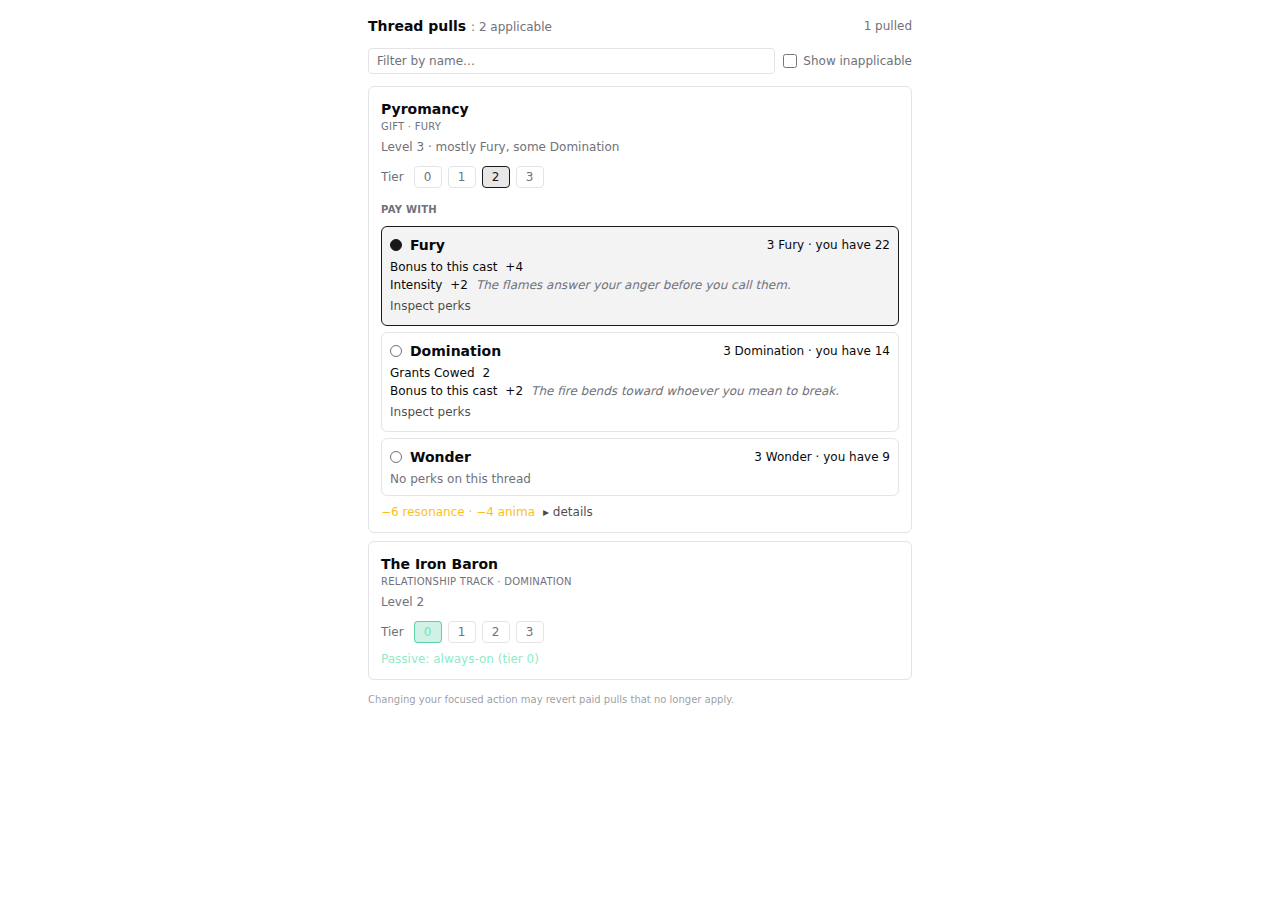 Thread pulls : 2 applicable 1 pulled
Filter by name... Show inapplicable
Pyromancy
GIFT · FURY
Level 3 · mostly Fury, some Domination
Tier 0 1 2 3
PAY WITH
Fury 3 Fury · you have 22
Bonus to this cast +4
Intensity +2 The flames answer your anger before you call them.
Inspect perks
Domination 3 Domination · you have 14
Grants Cowed 2
Bonus to this cast +2 The fire bends toward whoever you mean to break.
Inspect perks
Wonder 3 Wonder · you have 9
No perks on this thread
−6 resonance · −4 anima ▸ details
The Iron Baron
RELATIONSHIP TRACK · DOMINATION
Level 2
Tier 0 1 2 3
Passive: always-on (tier 0)
Changing your focused action may revert paid pulls that no longer apply.